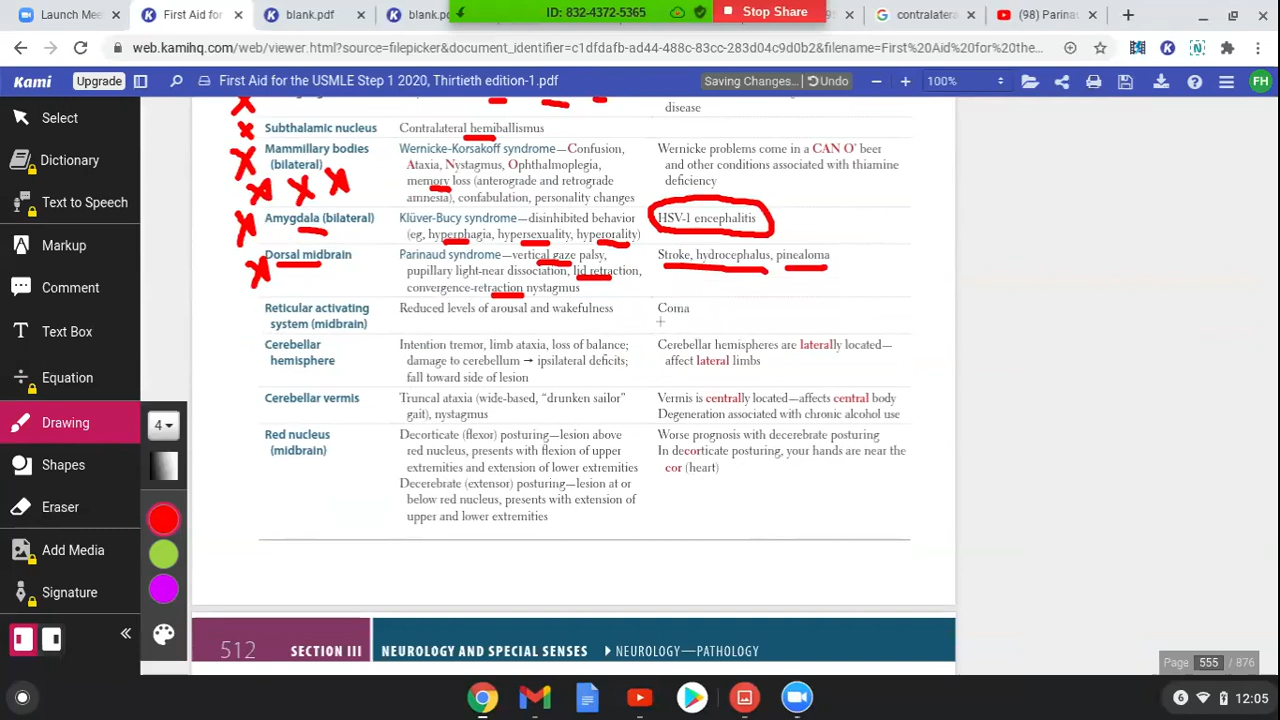 Launch Meet
First Aid for
blank.pdf
ID: 832-4372-5365
Stop Share
contralatera
(98) Parinau
web.kamihq.com/web/viewer.html?source=filepicker&document_identifier=c1dfdafb-ad44-488c-83cc-283d04c9d0b2&filename=First%20Aid%20for%20the...
Kami
Upgrade
First Aid for the USMLE Step 1 2020, Thirtieth edition-1.pdf
Saving Changes...
Undo
100%
FH
Select
Dictionary
Text to Speech
Markup
Comment
Text Box
Equation
Drawing
4
Shapes
Eraser
Add Media
Signature
disease
Subthalamic nucleus
Contralateral hemiballismus
Mammillary bodies
(bilateral)
Wernicke-Korsakoff syndrome—Confusion,
Ataxia, Nystagmus, Ophthalmoplegia,
memory loss (anterograde and retrograde
amnesia), confabulation, personality changes
Wernicke problems come in a CAN O' beer
and other conditions associated with thiamine
deficiency
Amygdala (bilateral)
Klüver-Bucy syndrome—disinhibited behavior
(eg, hyperphagia, hypersexuality, hyperorality)
HSV-1 encephalitis
Dorsal midbrain
Parinaud syndrome—vertical gaze palsy,
pupillary light-near dissociation, lid retraction,
convergence-retraction nystagmus
Stroke, hydrocephalus, pinealoma
Reticular activating
system (midbrain)
Reduced levels of arousal and wakefulness
Coma
Cerebellar
hemisphere
Intention tremor, limb ataxia, loss of balance;
damage to cerebellum → ipsilateral deficits;
fall toward side of lesion
Cerebellar hemispheres are laterally located—
affect lateral limbs
Cerebellar vermis
Truncal ataxia (wide-based, “drunken sailor”
gait), nystagmus
Vermis is centrally located—affects central body
Degeneration associated with chronic alcohol use
Red nucleus
(midbrain)
Decorticate (flexor) posturing—lesion above
red nucleus, presents with flexion of upper
extremities and extension of lower extremities
Decerebrate (extensor) posturing—lesion at or
below red nucleus, presents with extension of
upper and lower extremities
Worse prognosis with decerebrate posturing
In decorticate posturing, your hands are near the
cor (heart)
512 SECTION III NEUROLOGY AND SPECIAL SENSES ▸ NEUROLOGY—PATHOLOGY
Page 555 / 876
6
12:05